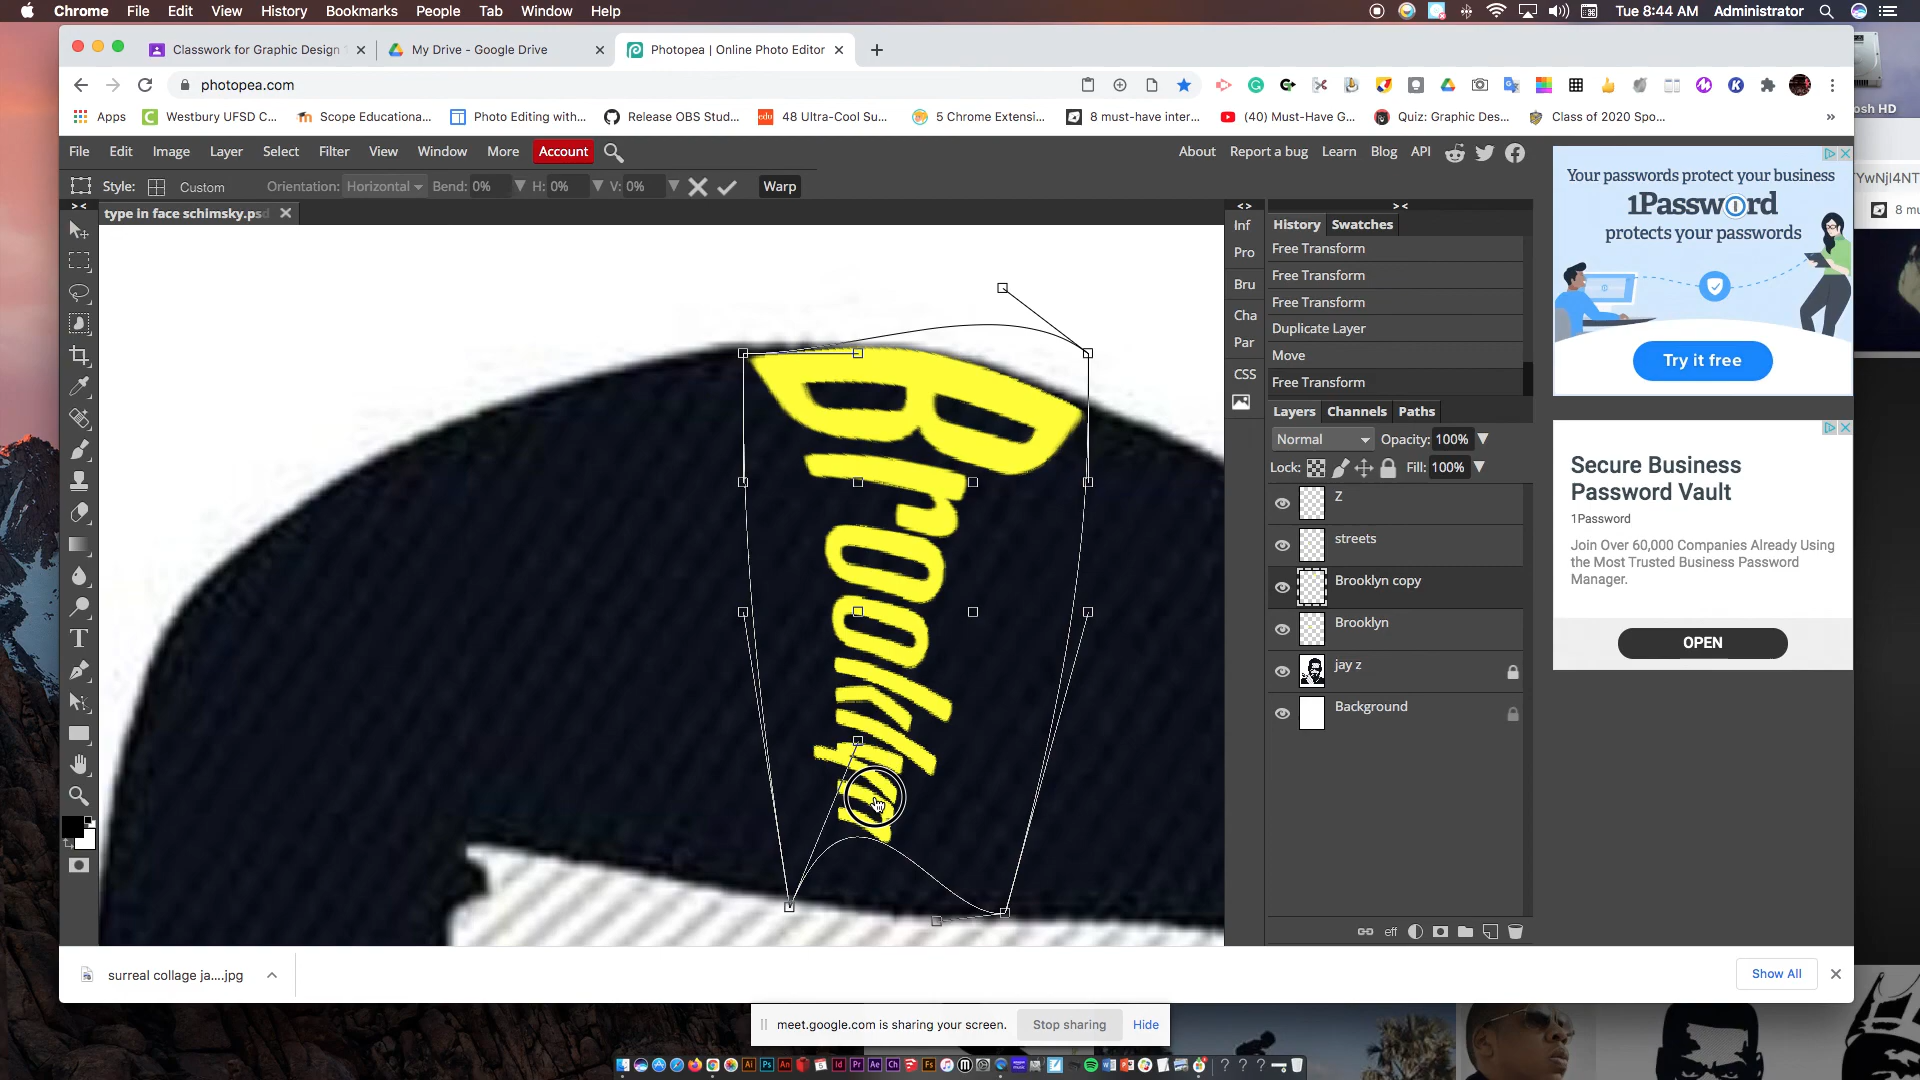 Chrome File Edit View History Bookmarks People Tab Window Help
Tue 8:44 AM Administrator
Classwork for Graphic Design
My Drive - Google Drive
Photopea | Online Photo Editor
photopea.com
Apps Westbury UFSD C... Scope Educationa... Photo Editing with... Release OBS Stud... 48 Ultra-Cool Su... 5 Chrome Extensi... 8 must-have inter... (40) Must-Have G... Quiz: Graphic Des... Class of 2020 Spo... »
osh HD
File Edit Image Layer Select Filter View Window More Account
About Report a bug Learn Blog API
Style: Custom Orientation: Horizontal Bend: 0% H: 0% V: 0% Warp
type in face schimsky.psd
Inf
Pro
Bru
Cha
Par
CSS
History Swatches
Free Transform
Free Transform
Free Transform
Duplicate Layer
Move
Free Transform
Layers Channels Paths
Normal Opacity: 100%
Lock: Fill: 100%
Z
streets
Brooklyn copy
Brooklyn
jay z
Background
eff
Brooklyn
Your passwords protect your business
1Password
protects your passwords
Try it free
Secure Business
Password Vault
1Password
Join Over 60,000 Companies Already Using
the Most Trusted Business Password
Manager.
OPEN
YwNjI4NT
8 mu
surreal collage ja....jpg
Show All
meet.google.com is sharing your screen. Stop sharing Hide